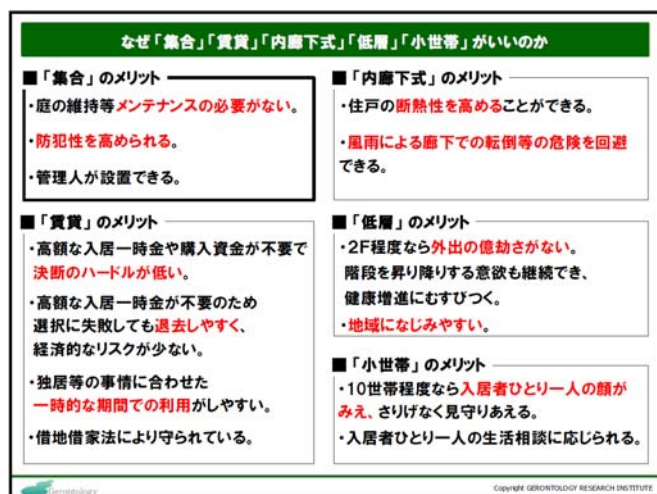 なぜ「集合」「賃貸」「内廊下式」「低層」「小世帯」がいいのか
■「集合」のメリット
・庭の維持等メンテナンスの必要がない。
・防犯性を高められる。
・管理人が設置できる。
■「賃貸」のメリット
・高額な入居一時金や購入資金が不要で
決断のハードルが低い。
・高額な入居一時金が不要のため
選択に失敗しても退去しやすく、
経済的なリスクが少ない。
・独居等の事情に合わせた
一時的な期間での利用がしやすい。
・借地借家法により守られている。
■「内廊下式」のメリット
・住戸の断熱性を高めることができる。
・風雨による廊下での転倒等の危険を回避
できる。
■「低層」のメリット
・2F程度なら外出の億劫さがない。
階段を昇り降りする意欲も継続でき、
健康増進にむすびつく。
・地域になじみやすい。
■「小世帯」のメリット
・10世帯程度なら入居者ひとり一人の顔が
みえ、さりげなく見守りあえる。
・入居者ひとり一人の生活相談に応じられる。
Gerontology
Copyright GERONTOLOGY RESEARCH INSTITUTE